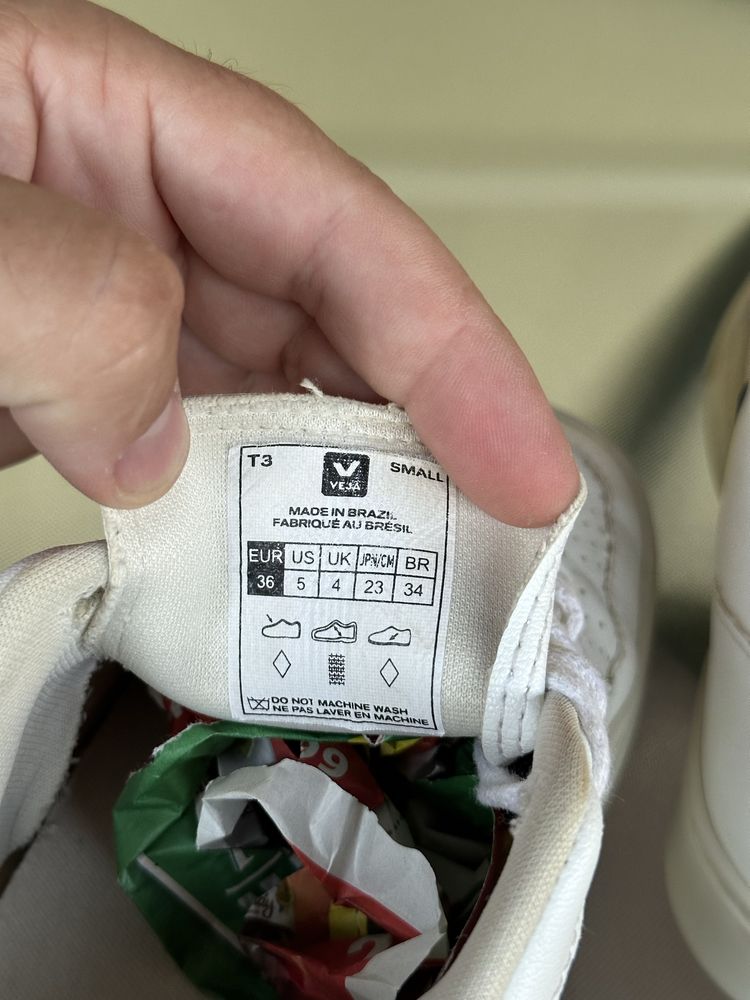 T3
SMALL
V
VEJA
MADE IN BRAZIL
FABRIQUÉ AU BRÉSIL
EUR US UK JPN/CM BR
36 5 4 23 34
DO NOT MACHINE WASH
NE PAS LAVER EN MACHINE
99